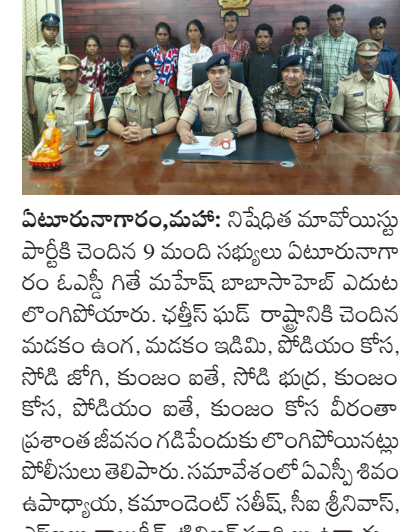 ఏటూరునాగారం,మహా: నిషేధిత మావోయిస్టు
పార్టీకి చెందిన 9 మంది సభ్యులు ఏటూరునాగా
రం ఓఎస్డీ గితే మహేష్ బాబాసాహెబ్ ఎదుట
లొంగిపోయారు. ఛత్తీస్ ఘడ్ రాష్ట్రానికి చెందిన
మడకం ఉంగ, మడకం ఇడిమి, పోడియం కోస,
సోడి జోగి, కుంజం ఐతే, సోడి భుద్ర, కుంజం
కోస, పోడియం ఐతే, కుంజం కోస వీరంతా
ప్రశాంత జీవనం గడిపేందుకు లొంగిపోయినట్లు
పోలీసులు తెలిపారు. సమావేశంలో ఏఎస్పీ శివం
ఉపాధ్యాయ, కమాండెంట్ సతీష్, సీఐ శ్రీనివాస్,